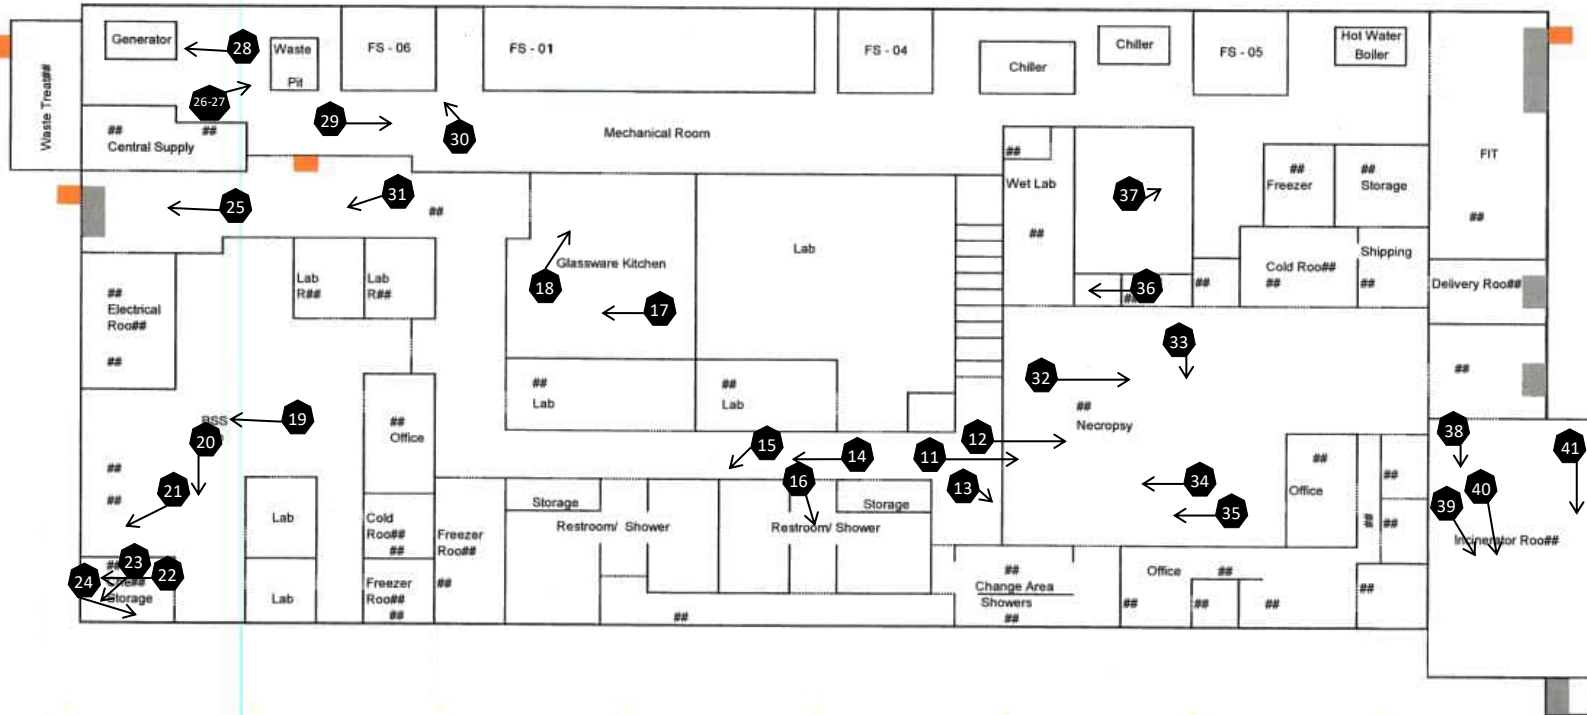 Generator
28
Waste
Pit
FS - 06
FS - 01
FS - 04
Chiller
Chiller
FS - 05
Hot Water
Boiler
Waste Treat##
26-27
29
30
Mechanical Room
## ##
Central Supply
FIT
##
##
Wet Lab
##
37
##
Freezer
##
Storage
25
31
##
18
Glassware Kitchen
17
Lab
36
##
##
Cold Roo##
##
Shipping
##
Delivery Roo##
##
Electrical
Roo##
##
Lab
R##
Lab
R##
33
32
##
Necropsy
##
##
Lab
##
Lab
BSS
19
20
##
Office
15
14
11
12
13
16
34
35
##
Office
##
##
##
38
41
39
40
Incinerator Roo##
##
##
21
Lab
Cold
Roo##
##
Freezer
Roo##
##
Storage
Restroom/ Shower
Storage
Restroom/ Shower
##
23
22
24
Storage
Lab
Freezer
Roo##
##
##
##
Change Area
Showers
##
Office
##
##
##
##
##